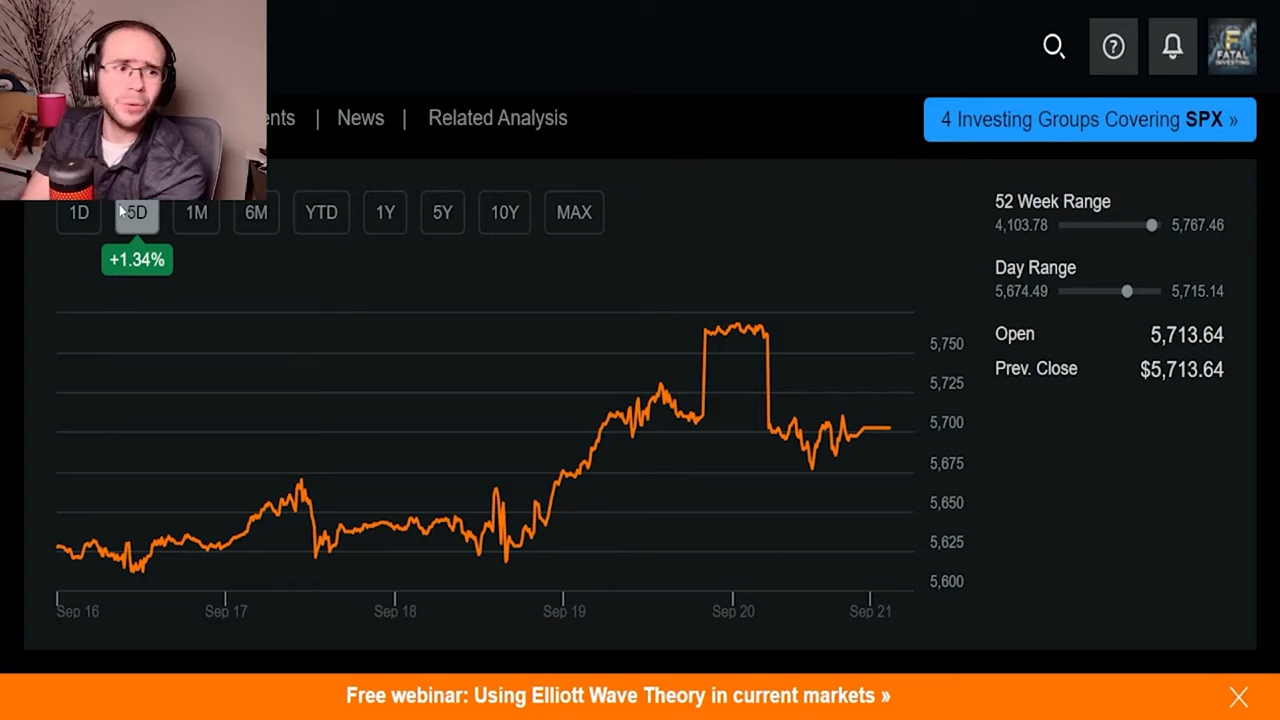 FATAL
INVESTING
ents | News | Related Analysis
4 Investing Groups Covering SPX »
1D 5D 1M 6M YTD 1Y 5Y 10Y MAX
+1.34%
52 Week Range
4,103.78 5,767.46
Day Range
5,674.49 5,715.14
Open 5,713.64
Prev. Close $5,713.64
5,750
5,725
5,700
5,675
5,650
5,625
5,600
Sep 16 Sep 17 Sep 18 Sep 19 Sep 20 Sep 21
Free webinar: Using Elliott Wave Theory in current markets »